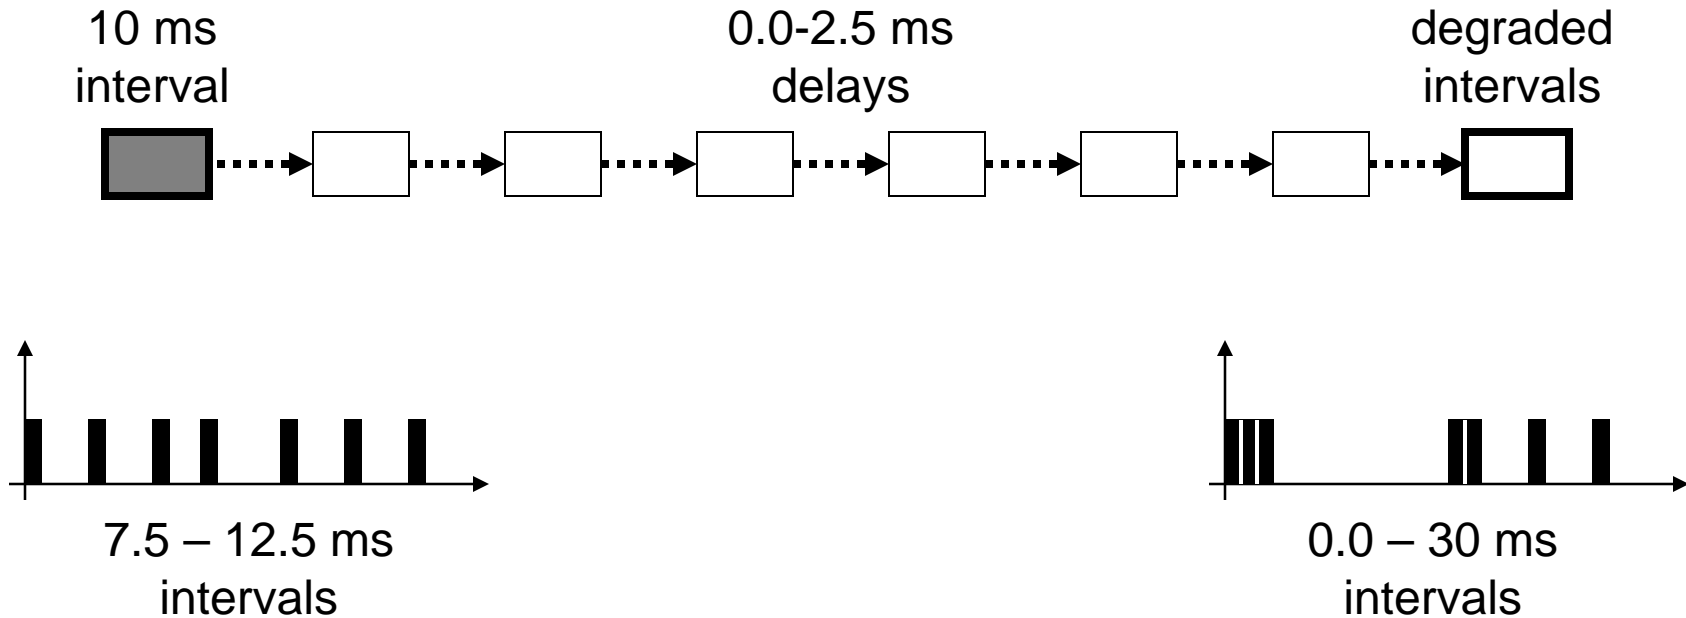 10 ms
interval
0.0-2.5 ms
delays
degraded
intervals
7.5 – 12.5 ms
intervals
0.0 – 30 ms
intervals